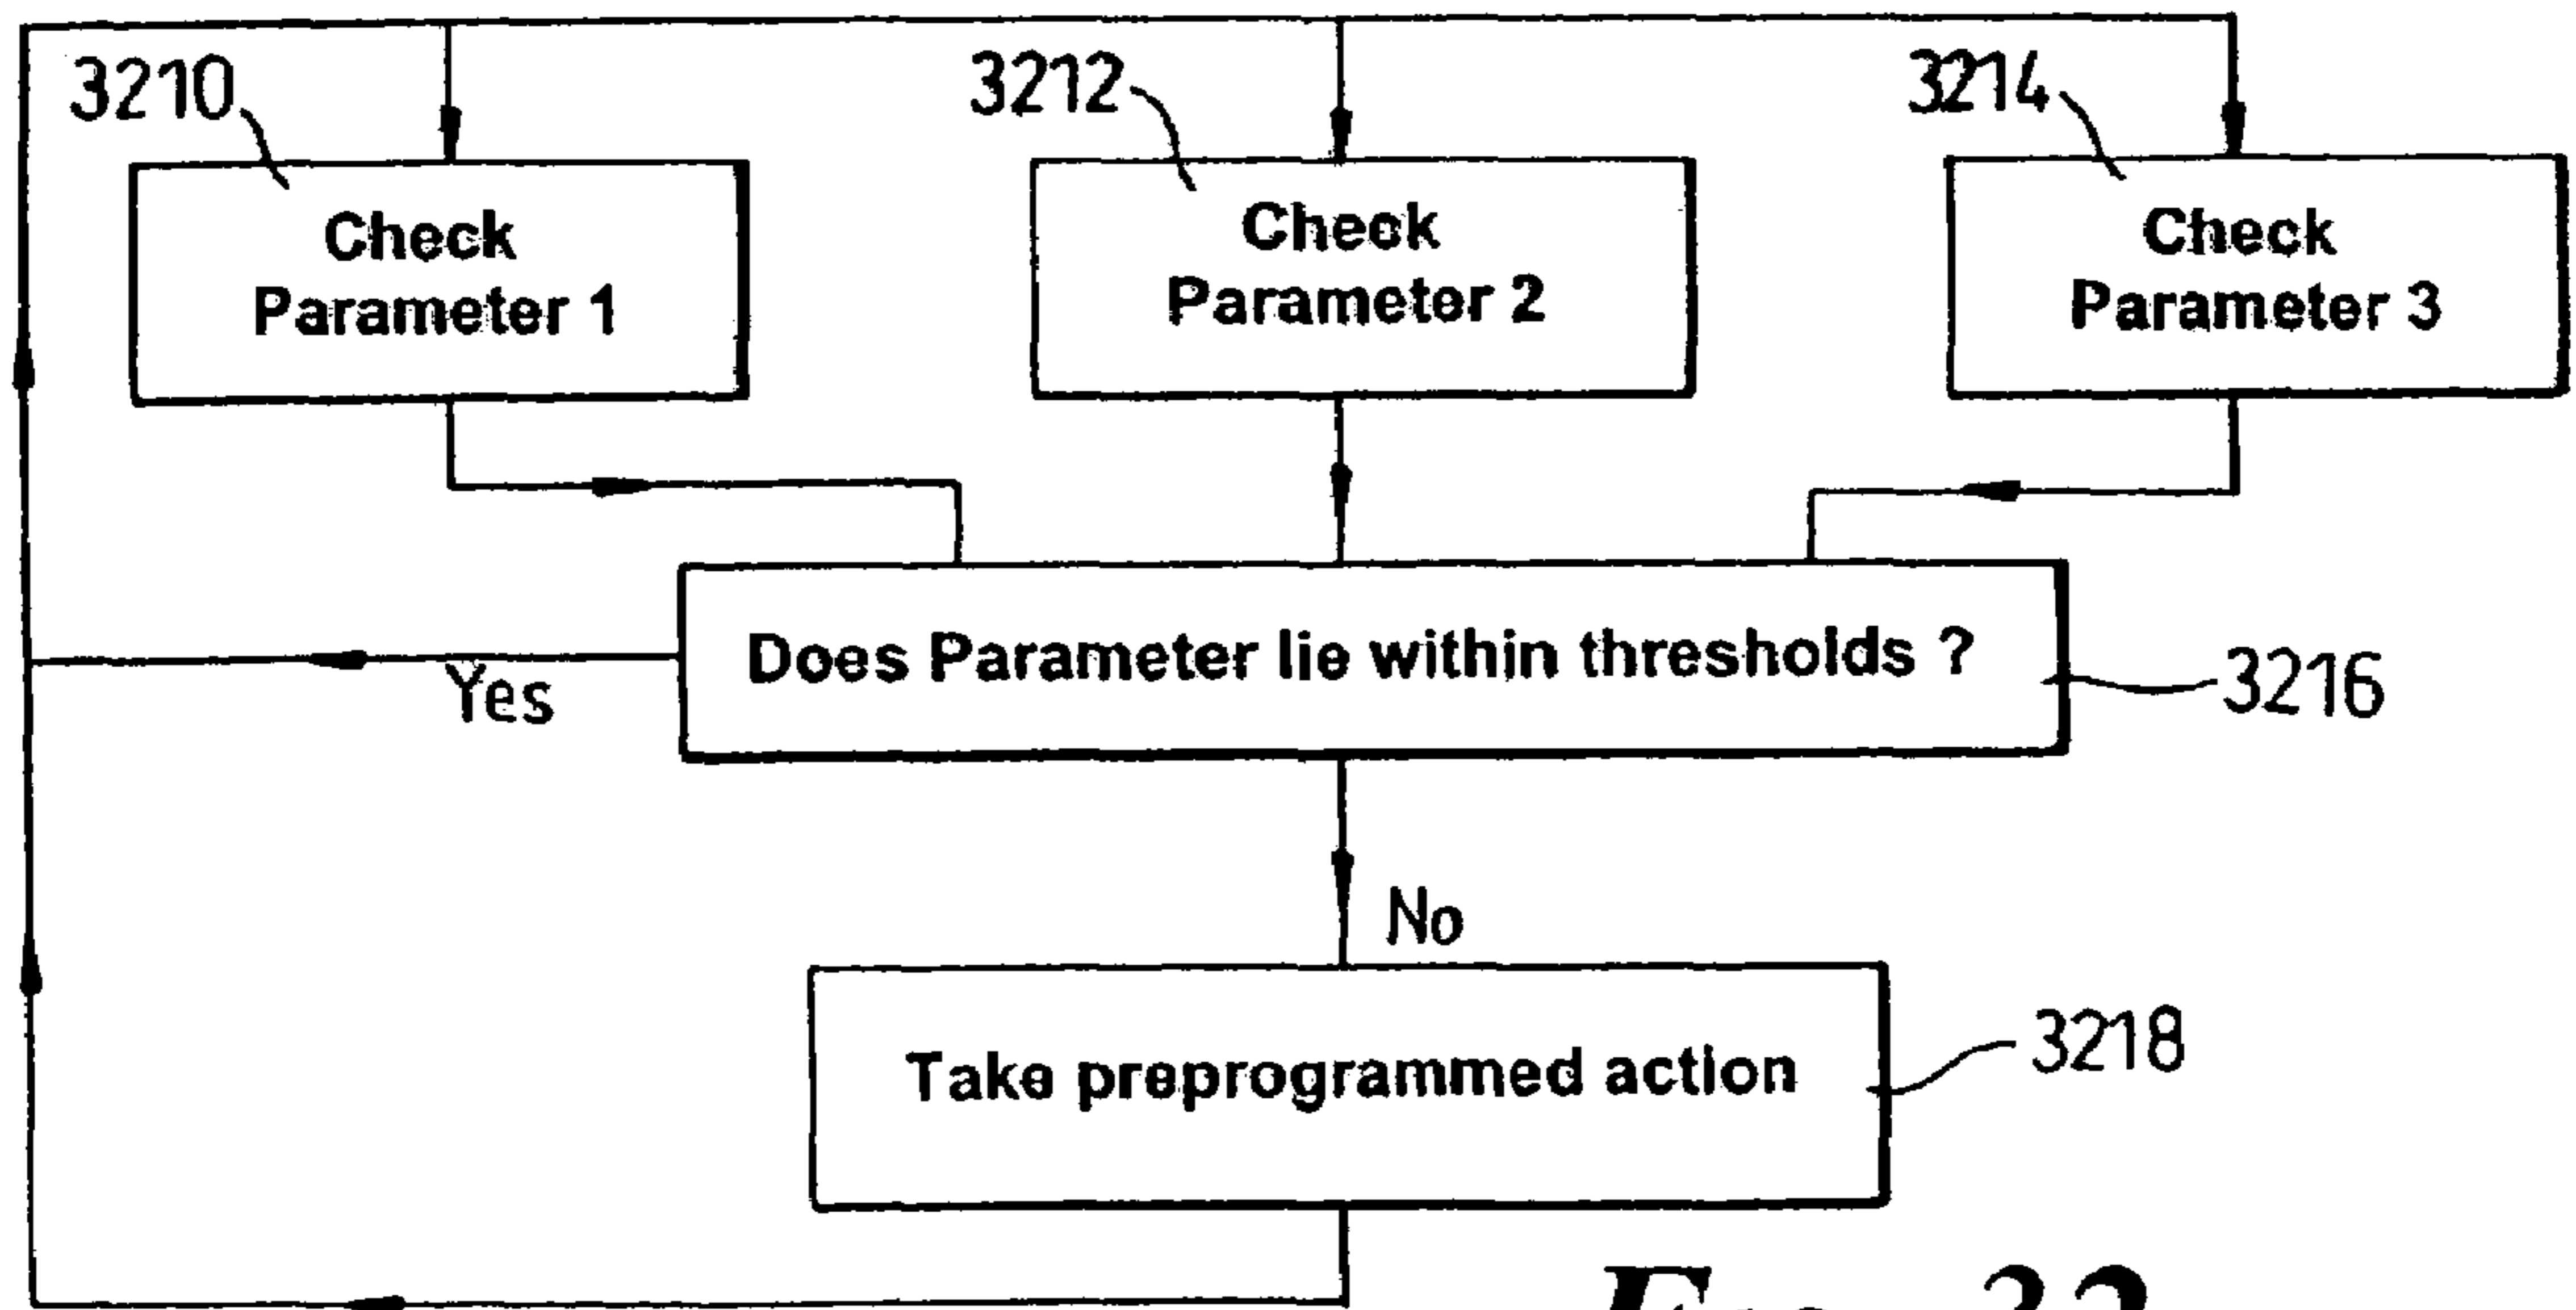 3210
3212
3214
Check
Parameter 1
Check
Parameter 2
Check
Parameter 3
Does Parameter lie within thresholds ?
3216
Yes
No
Take preprogrammed action
3218